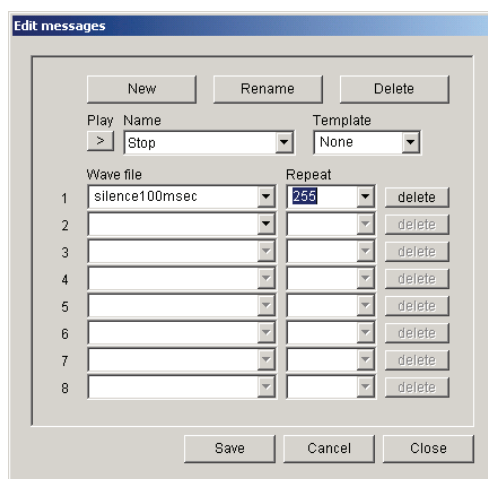 Edit messages
New Rename Delete
Play Name Template
> Stop None
Wave file Repeat
1 silence100msec 255 delete
2 delete
3 delete
4 delete
5 delete
6 delete
7 delete
8 delete
Save Cancel Close